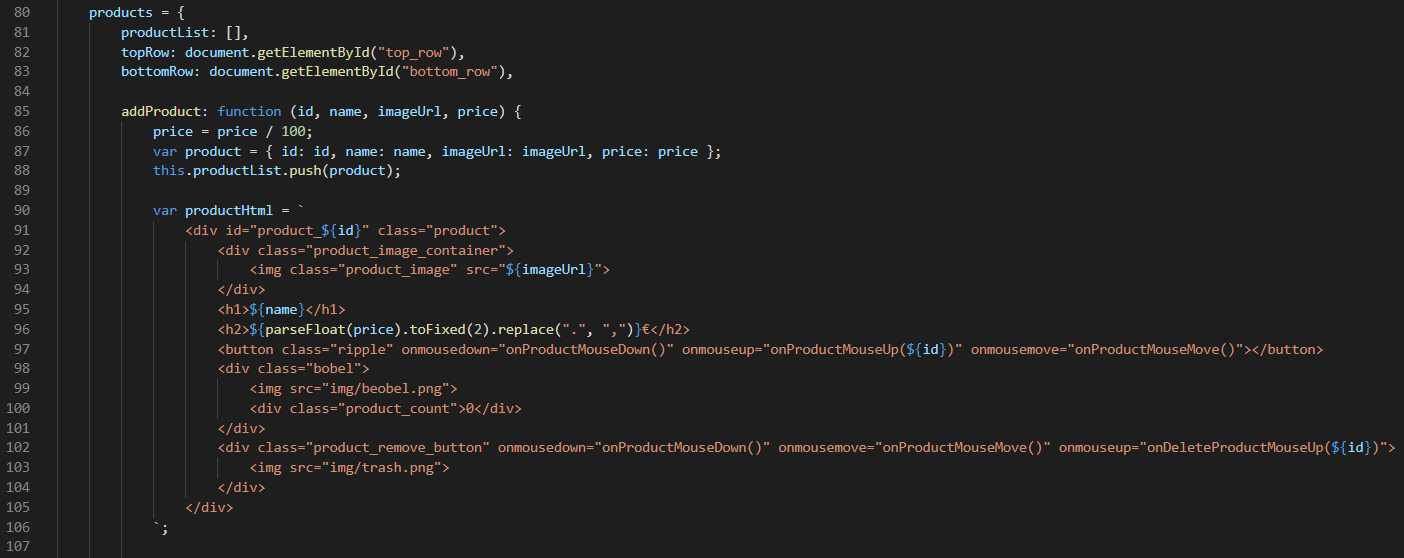 80 products = {
81 productList: [],
82 topRow: document.getElementById("top_row"),
83 bottomRow: document.getElementById("bottom_row"),
84
85 addProduct: function (id, name, imageUrl, price) {
86 price = price / 100;
87 var product = { id: id, name: name, imageUrl: imageUrl, price: price };
88 this.productList.push(product);
89
90 var productHtml = `
91 <div id="product_${id}" class="product">
92 <div class="product_image_container">
93 <img class="product_image" src="${imageUrl}">
94 </div>
95 <h1>${name}</h1>
96 <h2>${parseFloat(price).toFixed(2).replace(".", ",")}€</h2>
97 <button class="ripple" onmousedown="onProductMouseDown()" onmouseup="onProductMouseUp(${id})" onmousemove="onProductMouseMove()"></button>
98 <div class="bobel">
99 <img src="img/beobel.png">
100 <div class="product_count">0</div>
101 </div>
102 <div class="product_remove_button" onmousedown="onProductMouseDown()" onmousemove="onProductMouseMove()" onmouseup="onDeleteProductMouseUp(${id})">
103 <img src="img/trash.png">
104 </div>
105 </div>
106 `;
107